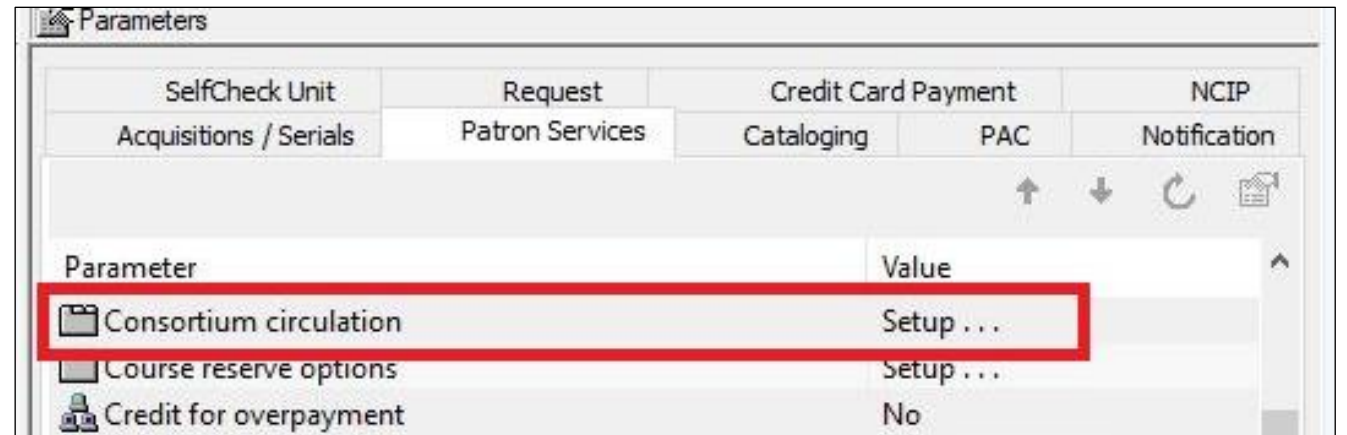 Parameters
SelfCheck Unit Request Credit Card Payment NCIP
Acquisitions / Serials Patron Services Cataloging PAC Notification
Parameter Value
Consortium circulation Setup . . .
Course reserve options Setup . . .
Credit for overpayment No